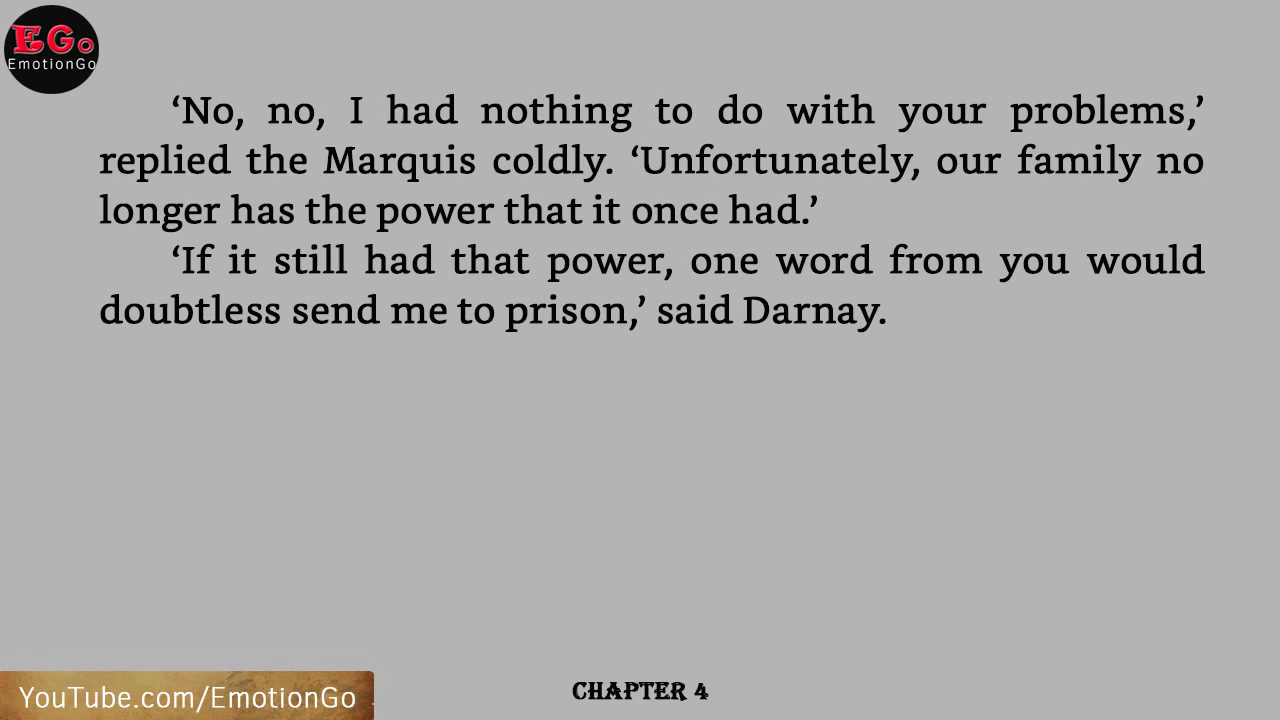 EGo
EmotionGo
‘No, no, I had nothing to do with your problems,’
replied the Marquis coldly. ‘Unfortunately, our family no
longer has the power that it once had.’
‘If it still had that power, one word from you would
doubtless send me to prison,’ said Darnay.
YouTube.com/EmotionGo
CHAPTER 4